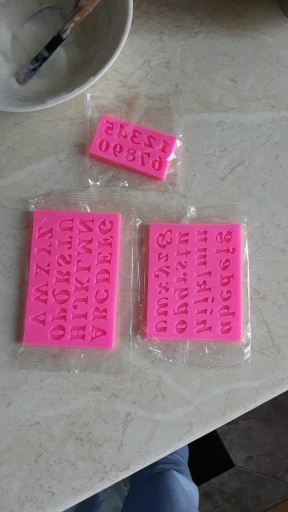 12345
67890
ABCDEFG
HIJKLMN
OPQRSTU
VWXYZ
abcdefg
hijklmn
opqrstu
vwxyz&